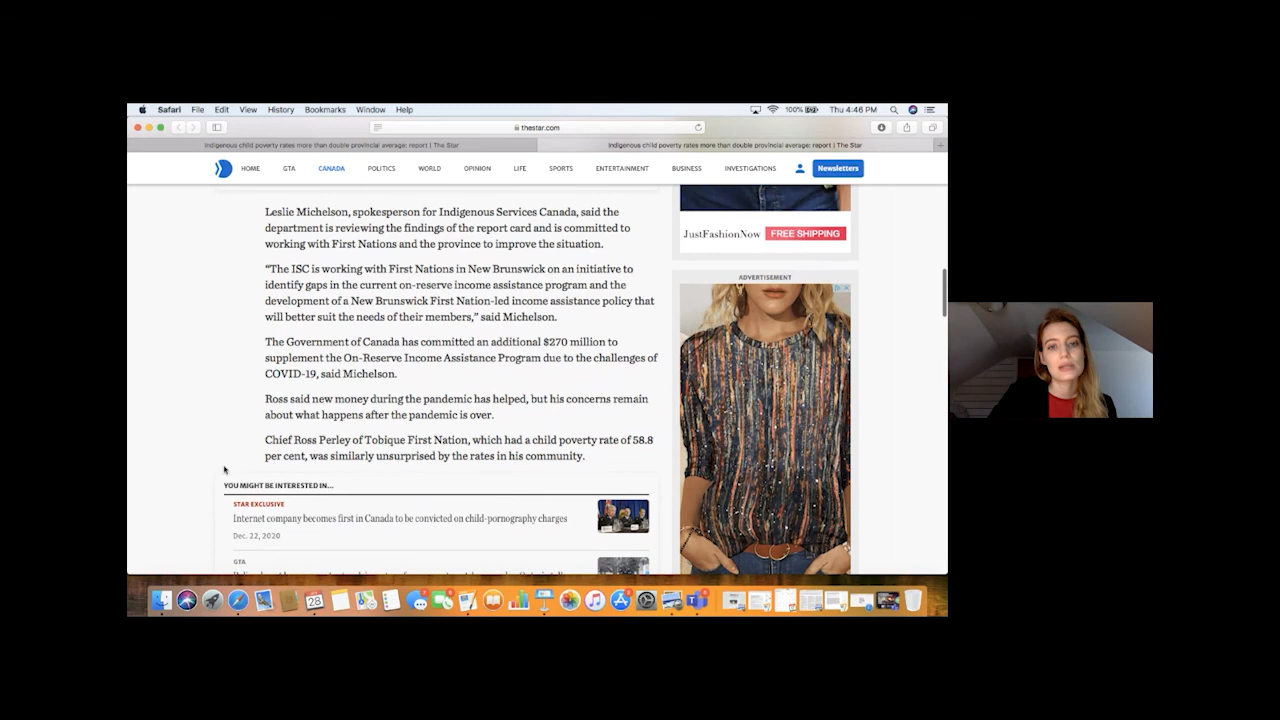 Safari File Edit View History Bookmarks Window Help 100% Thu 4:46 PM
thestar.com
Indigenous child poverty rates more than double provincial average: report | The Star
Indigenous child poverty rates more than double provincial average: report | The Star
HOME GTA CANADA POLITICS WORLD OPINION LIFE SPORTS ENTERTAINMENT BUSINESS INVESTIGATIONS Newsletters
Leslie Michelson, spokesperson for Indigenous Services Canada, said the
department is reviewing the findings of the report card and is committed to
working with First Nations and the province to improve the situation.
“The ISC is working with First Nations in New Brunswick on an initiative to
identify gaps in the current on-reserve income assistance program and the
development of a New Brunswick First Nation-led income assistance policy that
will better suit the needs of their members,” said Michelson.
The Government of Canada has committed an additional $270 million to
supplement the On-Reserve Income Assistance Program due to the challenges of
COVID-19, said Michelson.
Ross said new money during the pandemic has helped, but his concerns remain
about what happens after the pandemic is over.
Chief Ross Perley of Tobique First Nation, which had a child poverty rate of 58.8
per cent, was similarly unsurprised by the rates in his community.
YOU MIGHT BE INTERESTED IN...
STAR EXCLUSIVE
Internet company becomes first in Canada to be convicted on child-pornography charges
Dec. 22, 2020
GTA
JustFashionNow FREE SHIPPING
ADVERTISEMENT
28